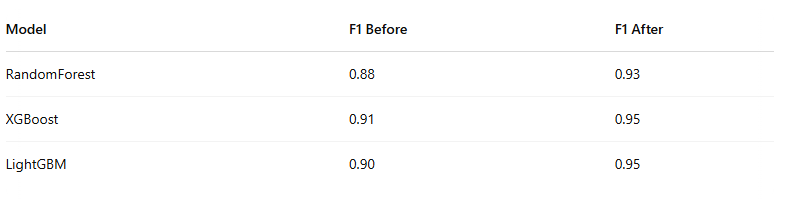 Model F1 Before F1 After
RandomForest 0.88 0.93
XGBoost 0.91 0.95
LightGBM 0.90 0.95